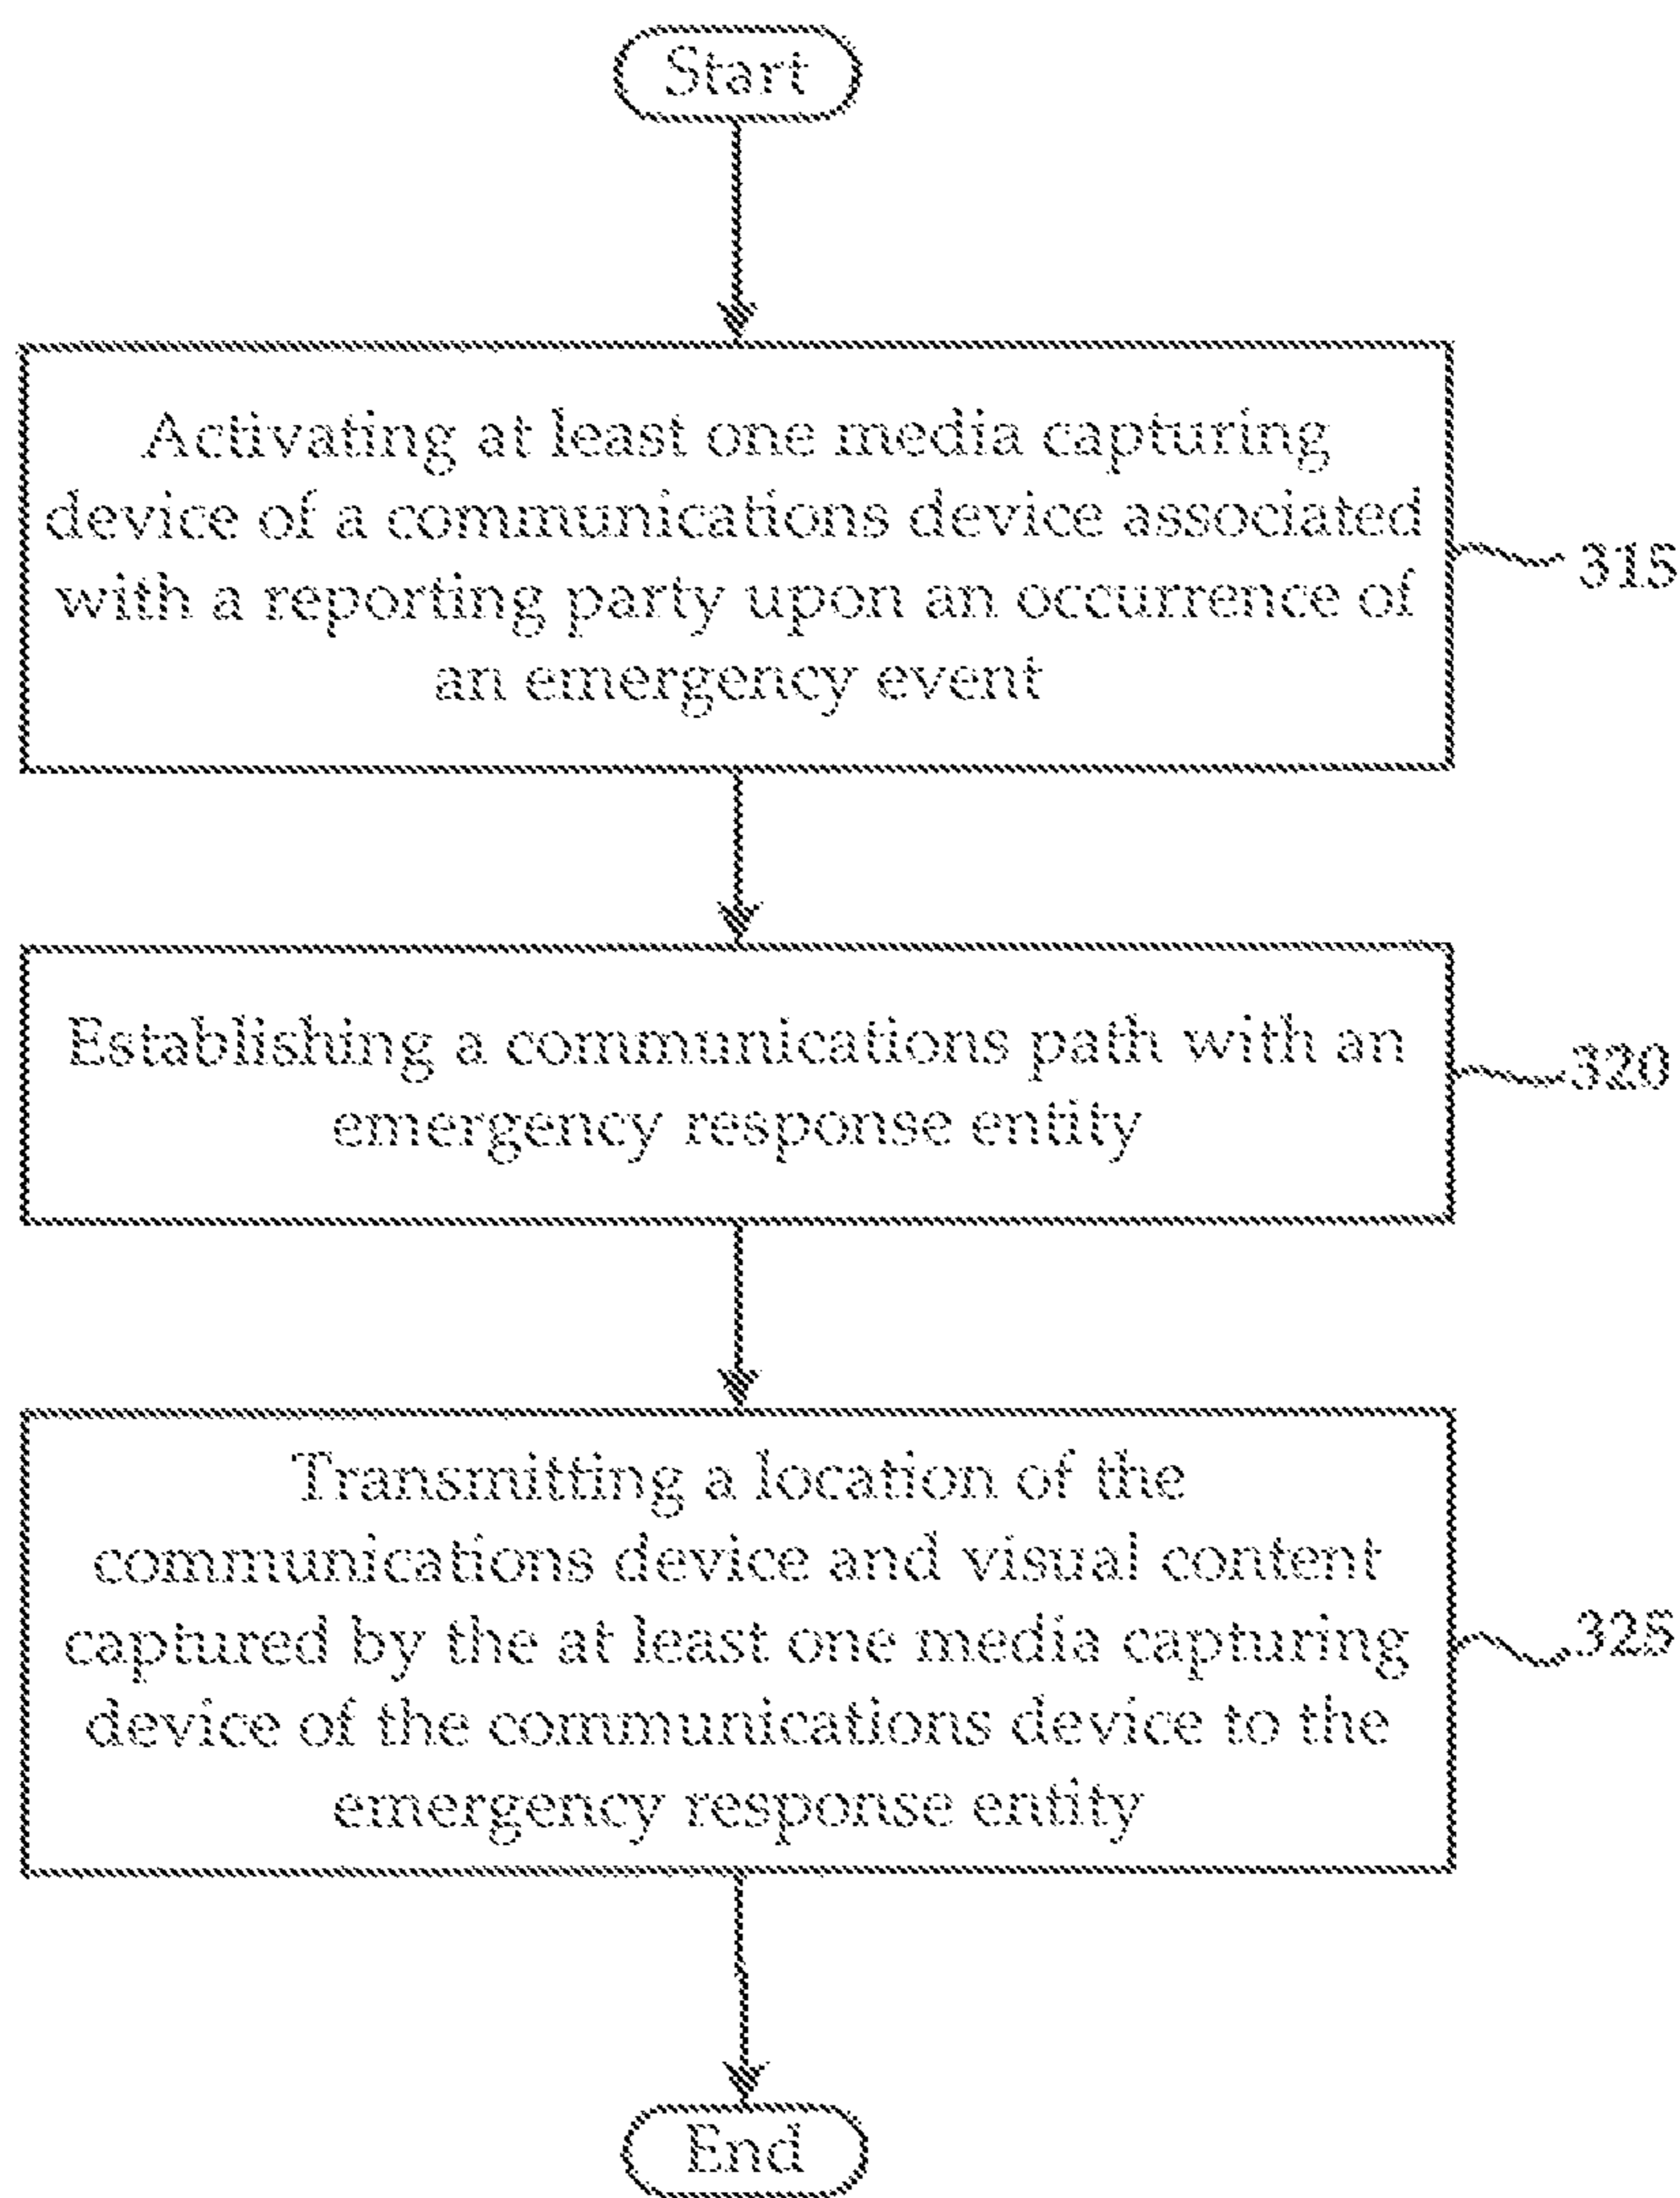 Start
Activating at least one media capturing
device of a communications device associated
with a reporting party upon an occurrence of
an emergency event
315
Establishing a communications path with an
emergency response entity
320
Transmitting a location of the
communications device and visual content
captured by the at least one media capturing
device of the communications device to the
emergency response entity
325
End